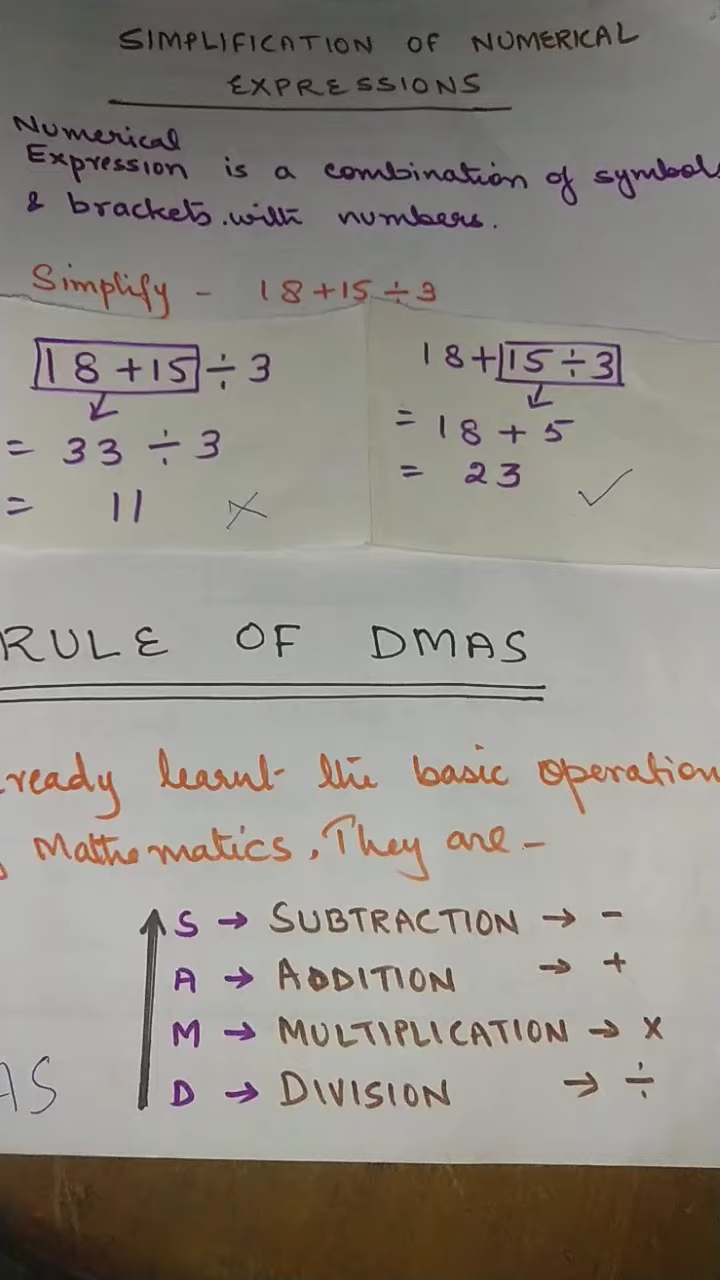 SIMPLIFICATION OF NUMERICAL
EXPRESSIONS
Numerical
Expression is a combination of symbols
& brackets with numbers.
Simplify - 18+15÷3
18+15÷3
= 33 ÷ 3
= 11 ×
18+15÷3
= 18 + 5
= 23 ✓
RULE OF DMAS
ready learnt the basic operation
Mathematics, They are -
S → SUBTRACTION → -
A → ADDITION → +
M → MULTIPLICATION → ×
D → DIVISION → ÷
AS